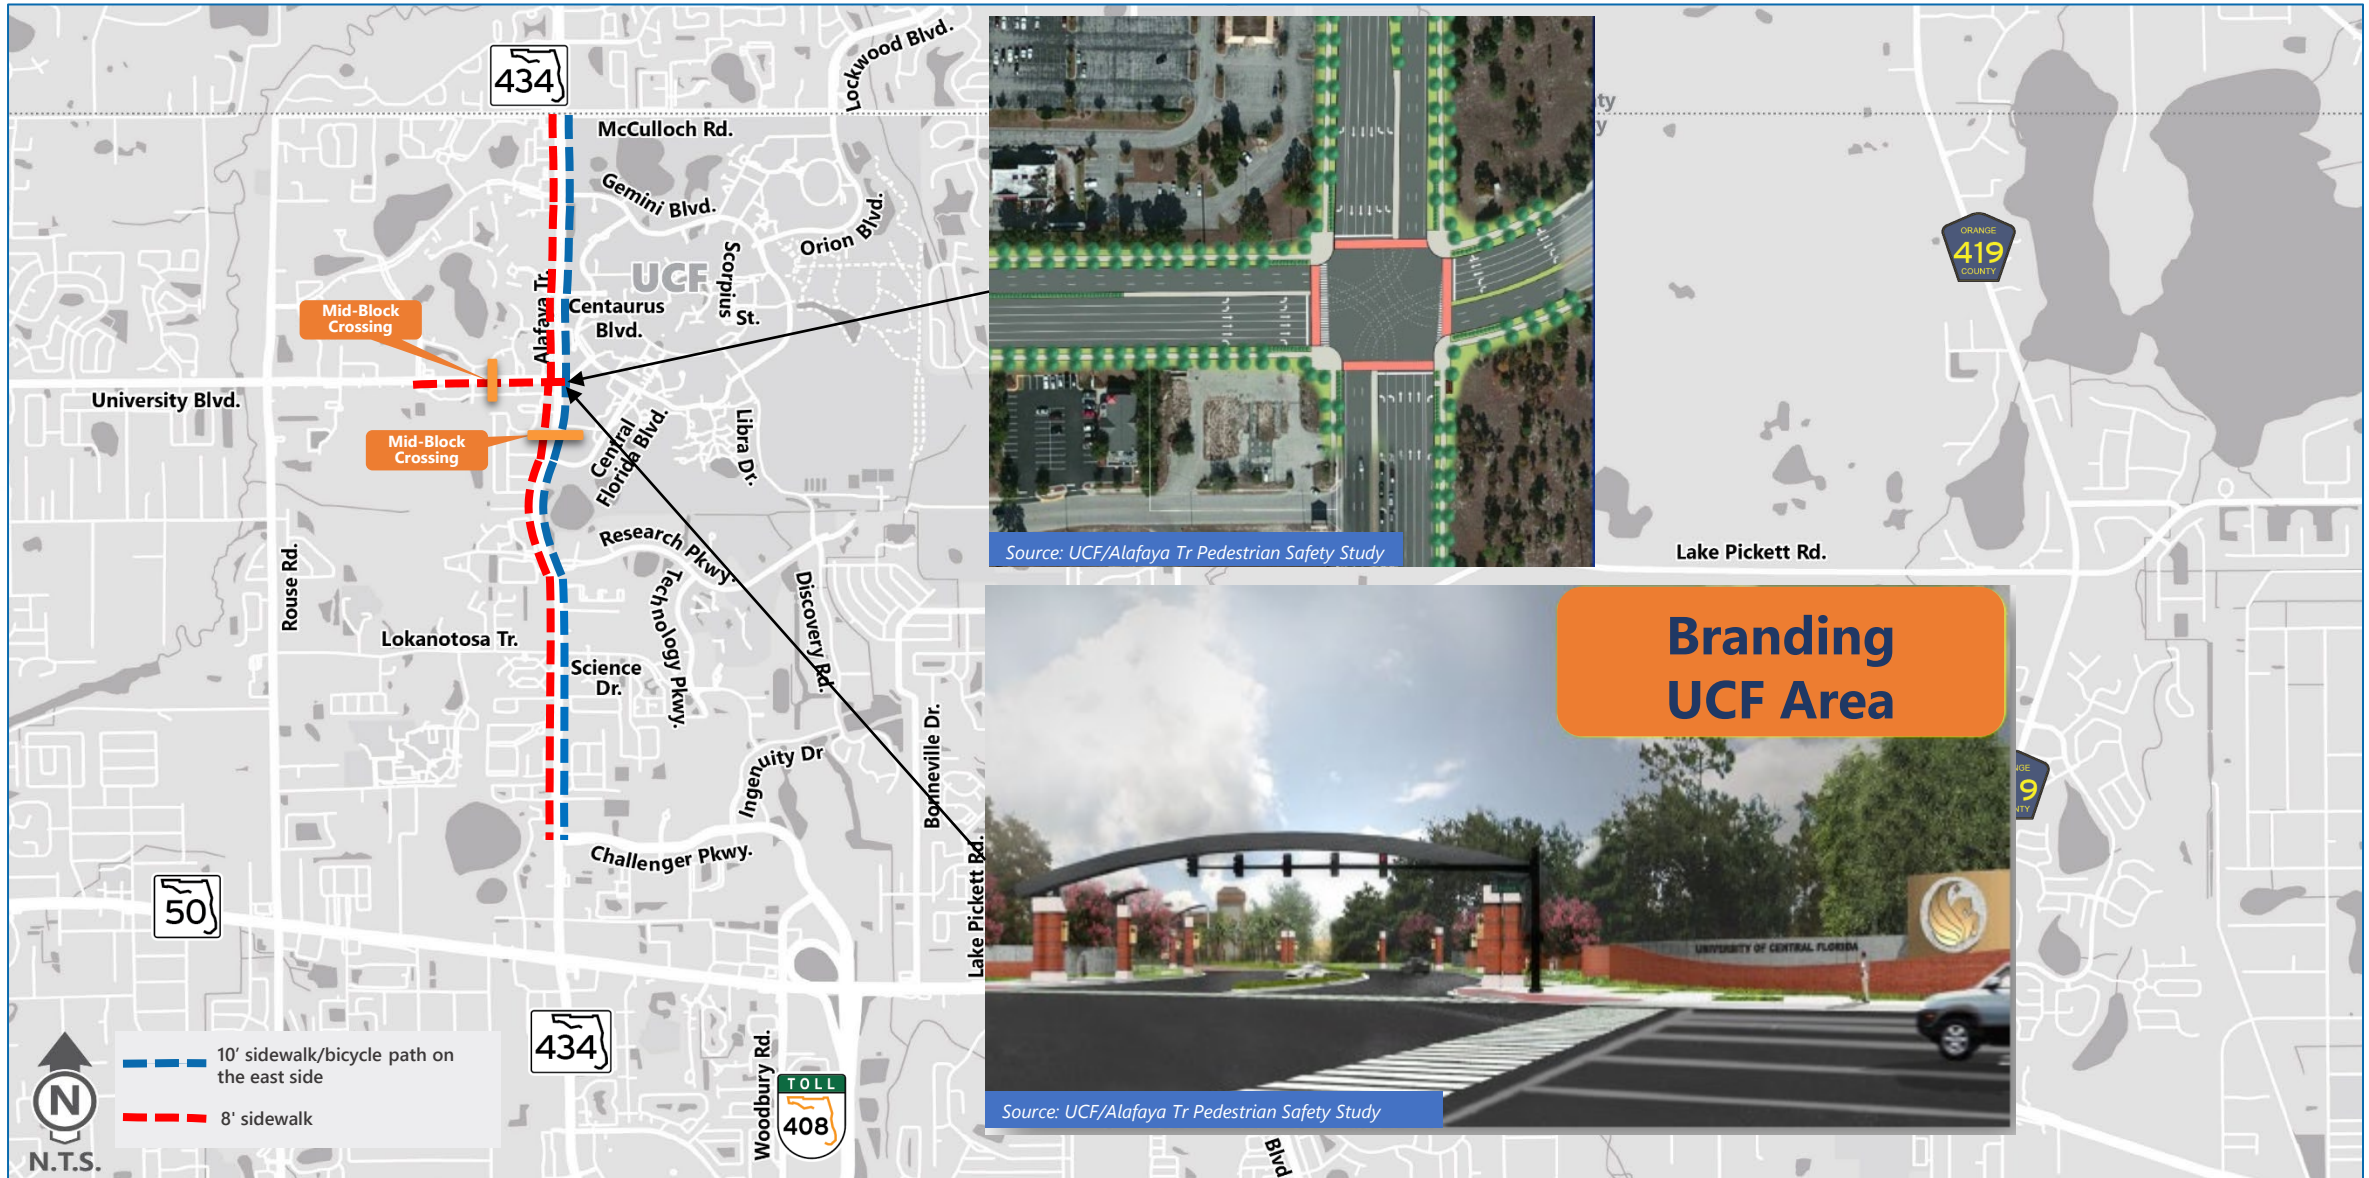 434
Lockwood Blvd.
McCulloch Rd.
Gemini Blvd.
Orion Blvd.
Scorpius
St.
UCF
Alafaya Tr.
Centaurus
Blvd.
Mid-Block
Crossing
University Blvd.
Mid-Block
Crossing
Central
Florida Blvd.
Libra Dr.
Research Pkwy.
Rouse Rd.
Technology Pkwy.
Discovery Rd.
Lokanotosa Tr.
Science
Dr.
Bonneville Dr.
Ingenuity Dr
Challenger Pkwy.
Lake Pickett Rd.
50
434
Woodbury Rd.
TOLL
408
N
N.T.S.
10' sidewalk/bicycle path on
the east side
8' sidewalk
Source: UCF/Alafaya Tr Pedestrian Safety Study
ty
y
ORANGE
419
COUNTY
Lake Pickett Rd.
Branding
UCF Area
UNIVERSITY OF CENTRAL FLORIDA
Source: UCF/Alafaya Tr Pedestrian Safety Study
NGE
9
NTY
Blvd